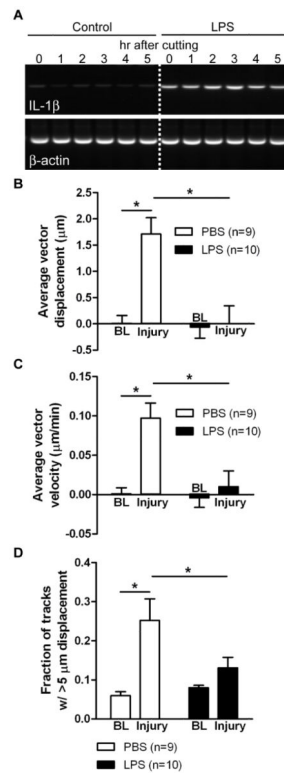 A
Control LPS
hr after cutting
0 1 2 3 4 5 0 1 2 3 4 5
IL-1β
β-actin
B
Average vector
displacement (μm)
2.5
2.0
1.5
1.0
0.5
0.0
-0.5
* *
PBS (n=9)
LPS (n=10)
BL Injury BL Injury
C
Average vector
velocity (μm/min)
0.15
0.10
0.05
0.00
-0.05
* *
PBS (n=9)
LPS (n=10)
BL Injury BL Injury
D
Fraction of tracks
w/ >5 μm displacement
0.4
0.3
0.2
0.1
0.0
* *
BL Injury BL Injury
PBS (n=9)
LPS (n=10)